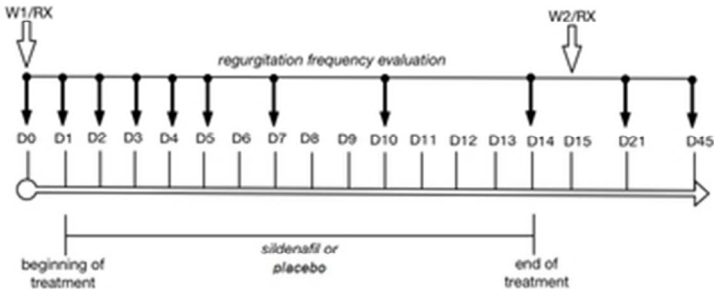 W1/RX
W2/RX
regurgitation frequency evaluation
D0 D1 D2 D3 D4 D5 D6 D7 D8 D9 D10 D11 D12 D13 D14 D15 D21 D45
sildenafil or
placebo
beginning of
treatment
end of
treatment